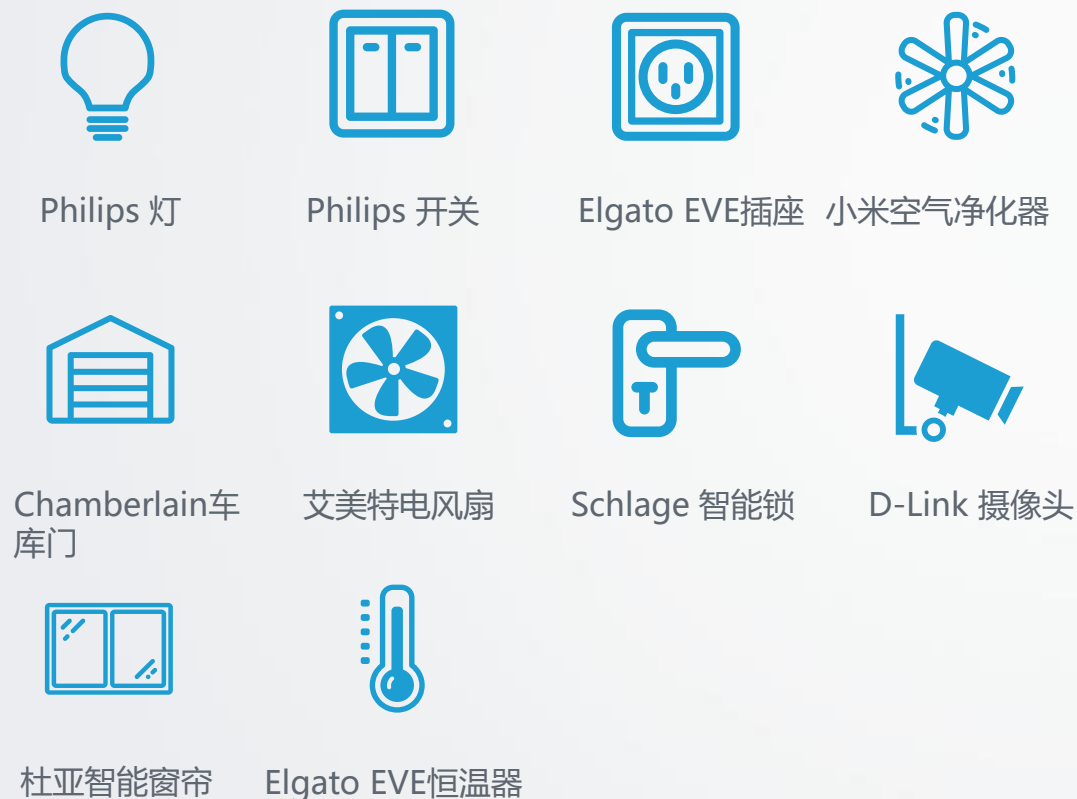 Philips 灯
Philips 开关
Elgato EVE插座
小米空气净化器
Chamberlain车
库门
艾美特电风扇
Schlage 智能锁
D-Link 摄像头
杜亚智能窗帘
Elgato EVE恒温器